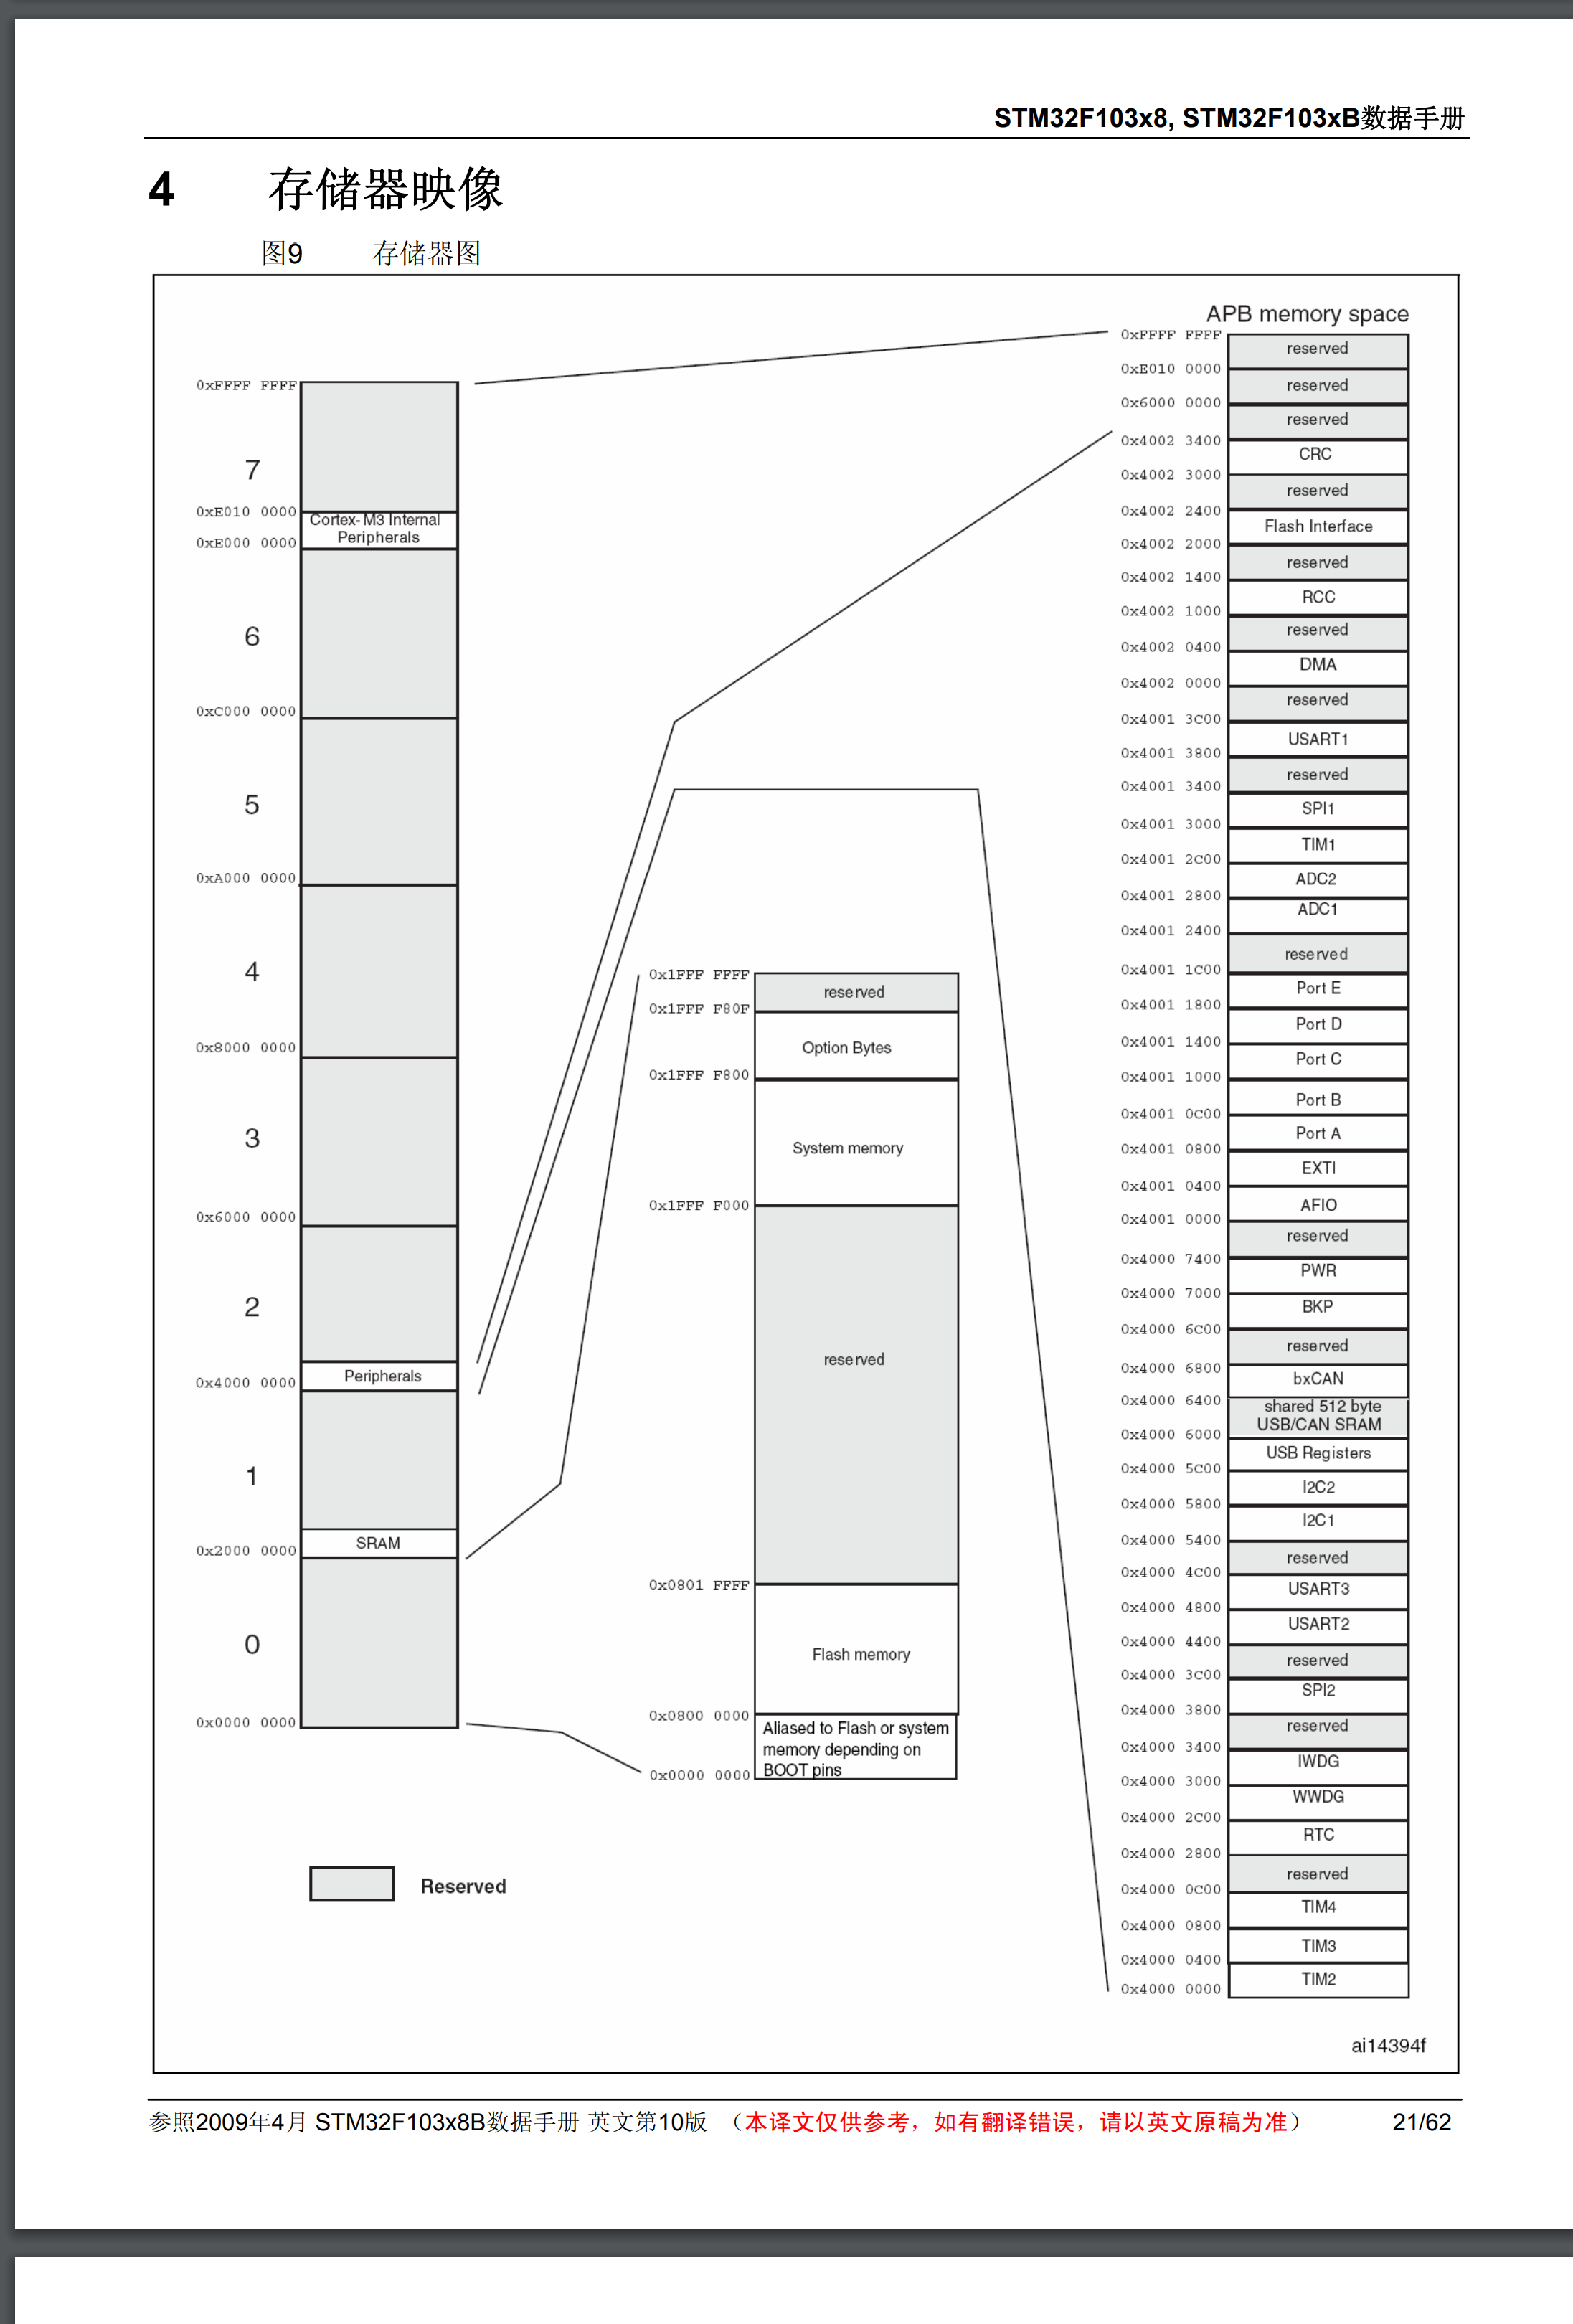 STM32F103x8, STM32F103xB数据手册
4 存储器映像
图9 存储器图
0xFFFF FFFF
7
0xE010 0000
Cortex-M3 Internal
Peripherals
0xE000 0000
6
0xC000 0000
5
0xA000 0000
4
0x8000 0000
3
0x6000 0000
2
Peripherals
0x4000 0000
1
SRAM
0x2000 0000
0
0x0000 0000
Reserved
0x1FFF FFFF
reserved
0x1FFF F80F
Option Bytes
0x1FFF F800
System memory
0x1FFF F000
reserved
0x0801 FFFF
Flash memory
0x0800 0000
Aliased to Flash or system
memory depending on
BOOT pins
0x0000 0000
APB memory space
0xFFFF FFFF
reserved
0xE010 0000
reserved
0x6000 0000
reserved
0x4002 3400
CRC
0x4002 3000
reserved
0x4002 2400
Flash Interface
0x4002 2000
reserved
0x4002 1400
RCC
0x4002 1000
reserved
0x4002 0400
DMA
0x4002 0000
reserved
0x4001 3C00
USART1
0x4001 3800
reserved
0x4001 3400
SPI1
0x4001 3000
TIM1
0x4001 2C00
ADC2
0x4001 2800
ADC1
0x4001 2400
reserved
0x4001 1C00
Port E
0x4001 1800
Port D
0x4001 1400
Port C
0x4001 1000
Port B
0x4001 0C00
Port A
0x4001 0800
EXTI
0x4001 0400
AFIO
0x4001 0000
reserved
0x4000 7400
PWR
0x4000 7000
BKP
0x4000 6C00
reserved
0x4000 6800
bxCAN
0x4000 6400
shared 512 byte
USB/CAN SRAM
0x4000 6000
USB Registers
0x4000 5C00
I2C2
0x4000 5800
I2C1
0x4000 5400
reserved
0x4000 4C00
USART3
0x4000 4800
USART2
0x4000 4400
reserved
0x4000 3C00
SPI2
0x4000 3800
reserved
0x4000 3400
IWDG
0x4000 3000
WWDG
0x4000 2C00
RTC
0x4000 2800
reserved
0x4000 0C00
TIM4
0x4000 0800
TIM3
0x4000 0400
TIM2
0x4000 0000
ai14394f
参照2009年4月 STM32F103x8B数据手册 英文第10版 （本译文仅供参考，如有翻译错误，请以英文原稿为准） 21/62